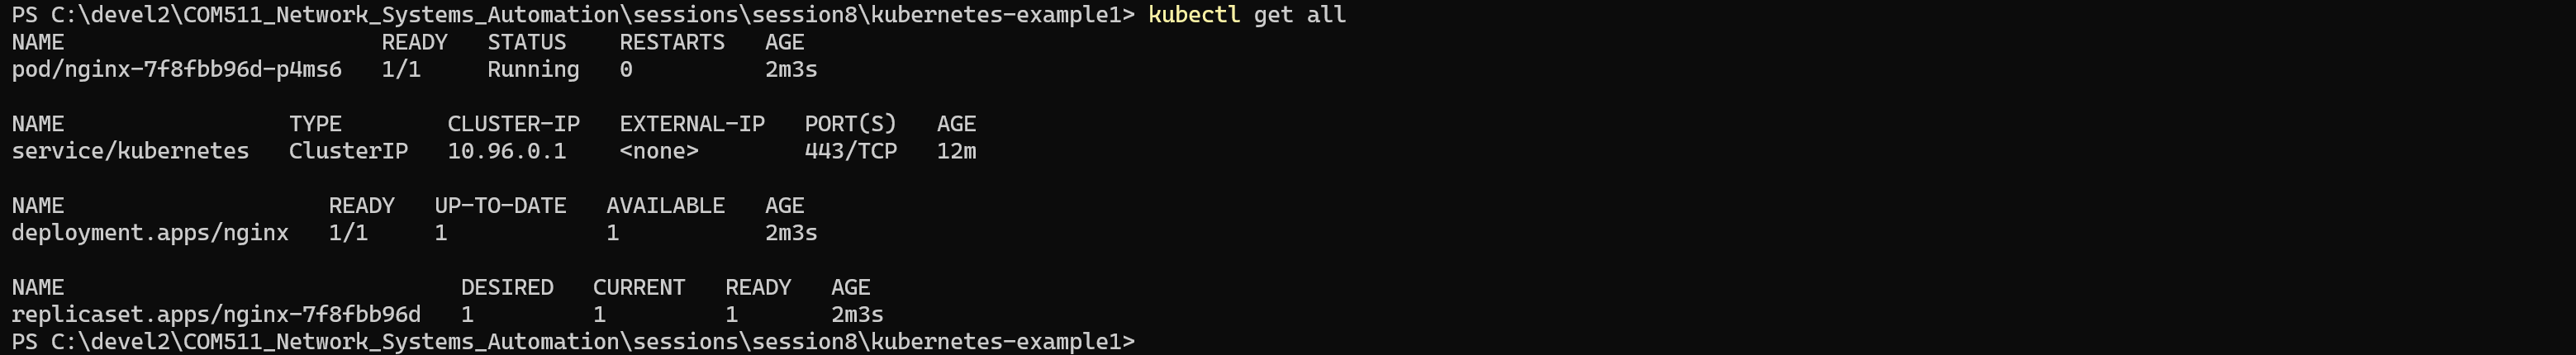 PS C:\devel2\COM511_Network_Systems_Automation\sessions\session8\kubernetes-example1> kubectl get all
NAME                        READY   STATUS    RESTARTS   AGE
pod/nginx-7f8fbb96d-p4ms6   1/1     Running   0          2m3s

NAME                 TYPE        CLUSTER-IP   EXTERNAL-IP   PORT(S)   AGE
service/kubernetes   ClusterIP   10.96.0.1    <none>        443/TCP   12m

NAME                    READY   UP-TO-DATE   AVAILABLE   AGE
deployment.apps/nginx   1/1     1            1           2m3s

NAME                              DESIRED   CURRENT   READY   AGE
replicaset.apps/nginx-7f8fbb96d   1         1         1       2m3s
PS C:\devel2\COM511_Network_Systems_Automation\sessions\session8\kubernetes-example1>